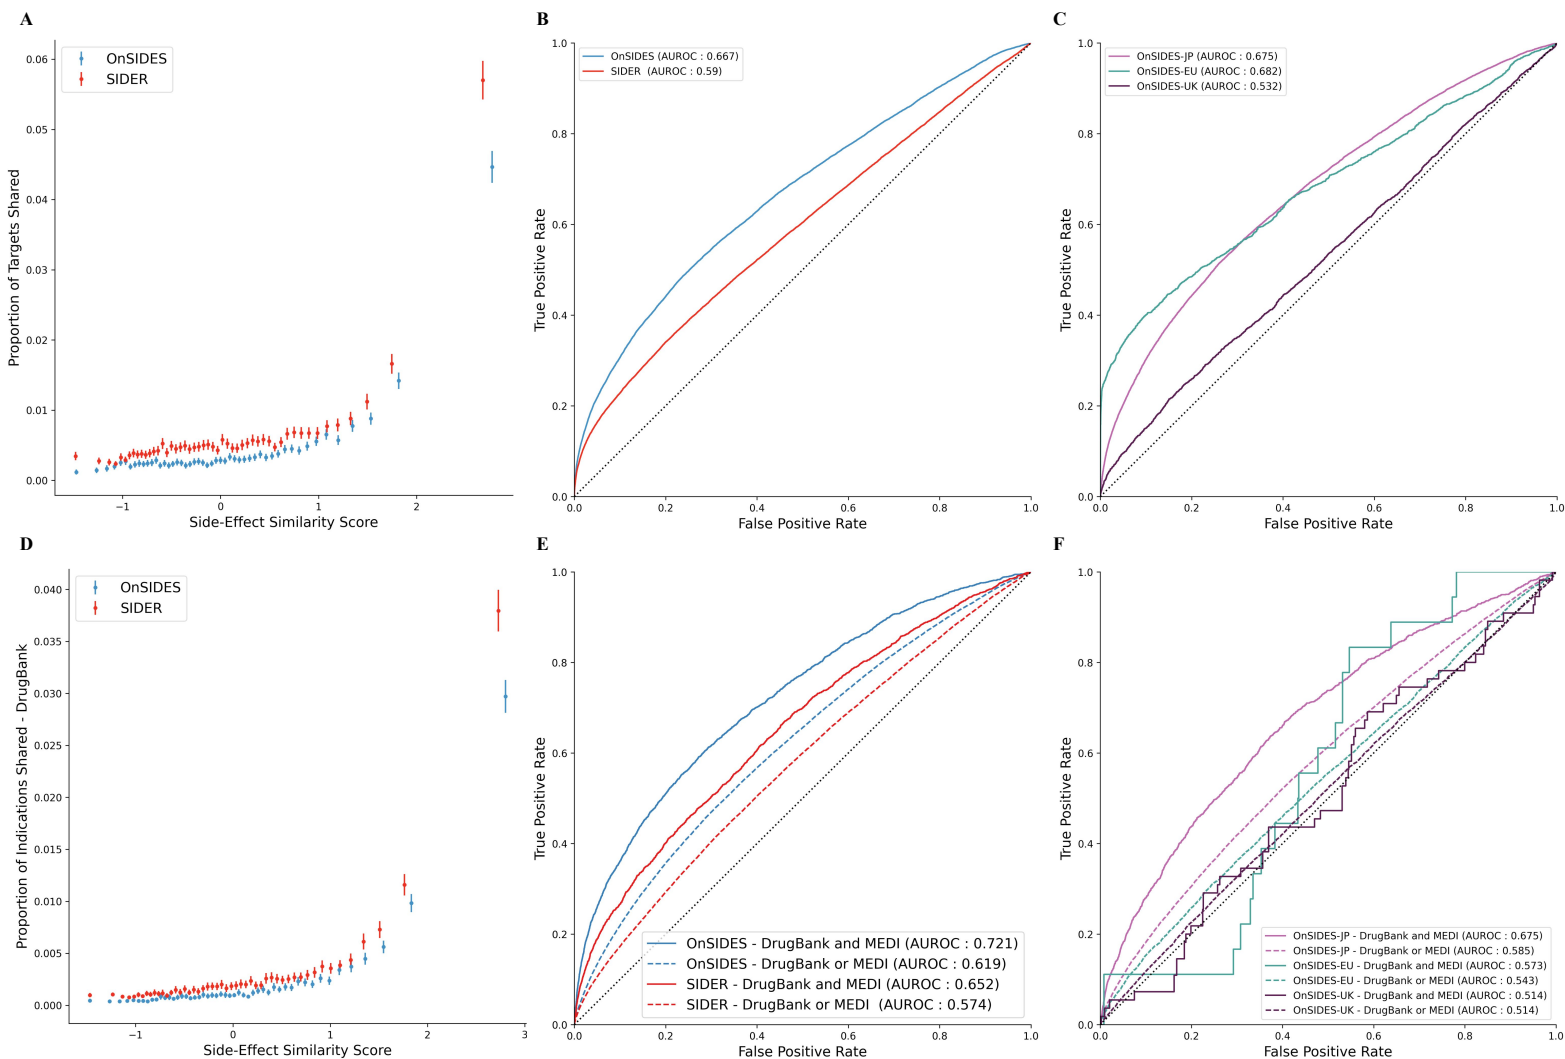 A
OnSIDES
SIDER
0.06
0.05
0.04
0.03
0.02
0.01
0.00
Proportion of Targets Shared
−1
0
1
2
Side-Effect Similarity Score
B
OnSIDES (AUROC : 0.667)
SIDER (AUROC : 0.59)
1.0
0.8
0.6
0.4
0.2
0.0
True Positive Rate
0.0
0.2
0.4
0.6
0.8
1.0
False Positive Rate
C
OnSIDES-JP (AUROC : 0.675)
OnSIDES-EU (AUROC : 0.682)
OnSIDES-UK (AUROC : 0.532)
1.0
0.8
0.6
0.4
0.2
0.0
True Positive Rate
0.0
0.2
0.4
0.6
0.8
1.0
False Positive Rate
D
OnSIDES
SIDER
0.040
0.035
0.030
0.025
0.020
0.015
0.010
0.005
0.000
Proportion of Indications Shared - DrugBank
−1
0
1
2
3
Side-Effect Similarity Score
E
1.0
0.8
0.6
0.4
0.2
0.0
True Positive Rate
OnSIDES - DrugBank and MEDI (AUROC : 0.721)
OnSIDES - DrugBank or MEDI (AUROC : 0.619)
SIDER - DrugBank and MEDI (AUROC : 0.652)
SIDER - DrugBank or MEDI (AUROC : 0.574)
0.0
0.2
0.4
0.6
0.8
1.0
False Positive Rate
F
1.0
0.8
0.6
0.4
0.2
0.0
True Positive Rate
OnSIDES-JP - DrugBank and MEDI (AUROC : 0.675)
OnSIDES-JP - DrugBank or MEDI (AUROC : 0.585)
OnSIDES-EU - DrugBank and MEDI (AUROC : 0.573)
OnSIDES-EU - DrugBank or MEDI (AUROC : 0.543)
OnSIDES-UK - DrugBank and MEDI (AUROC : 0.514)
OnSIDES-UK - DrugBank or MEDI (AUROC : 0.514)
0.0
0.2
0.4
0.6
0.8
1.0
False Positive Rate